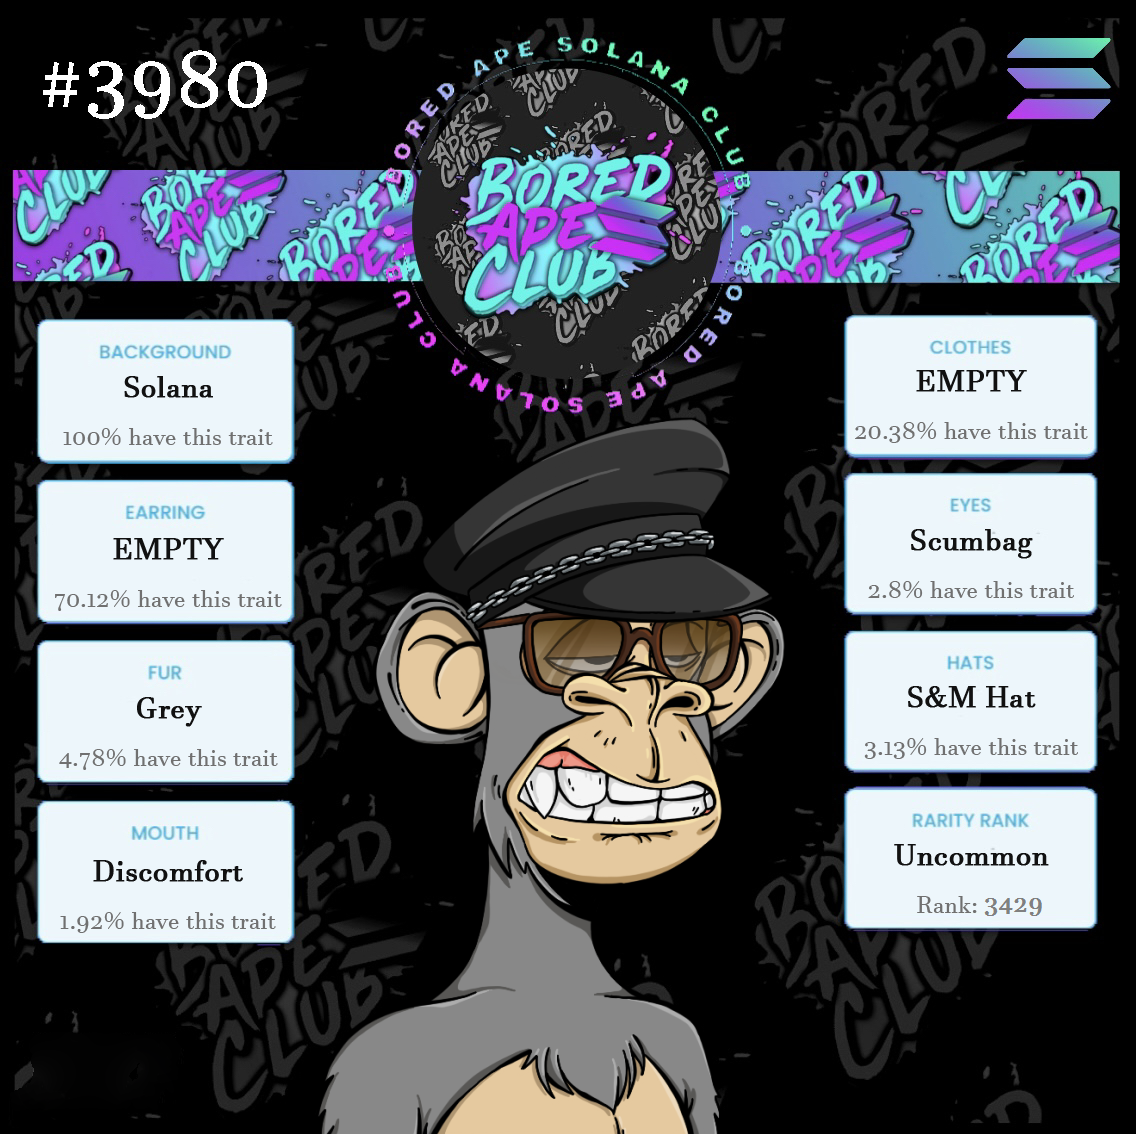 #3980
BORED APE SOLANA CLUB
BORED
APE
CLUB
BORED APE SOLANA CLUB
BACKGROUND
Solana
100% have this trait
EARRING
EMPTY
70.12% have this trait
FUR
Grey
4.78% have this trait
MOUTH
Discomfort
1.92% have this trait
CLOTHES
EMPTY
20.38% have this trait
EYES
Scumbag
2.8% have this trait
HATS
S&M Hat
3.13% have this trait
RARITY RANK
Uncommon
Rank: 3429